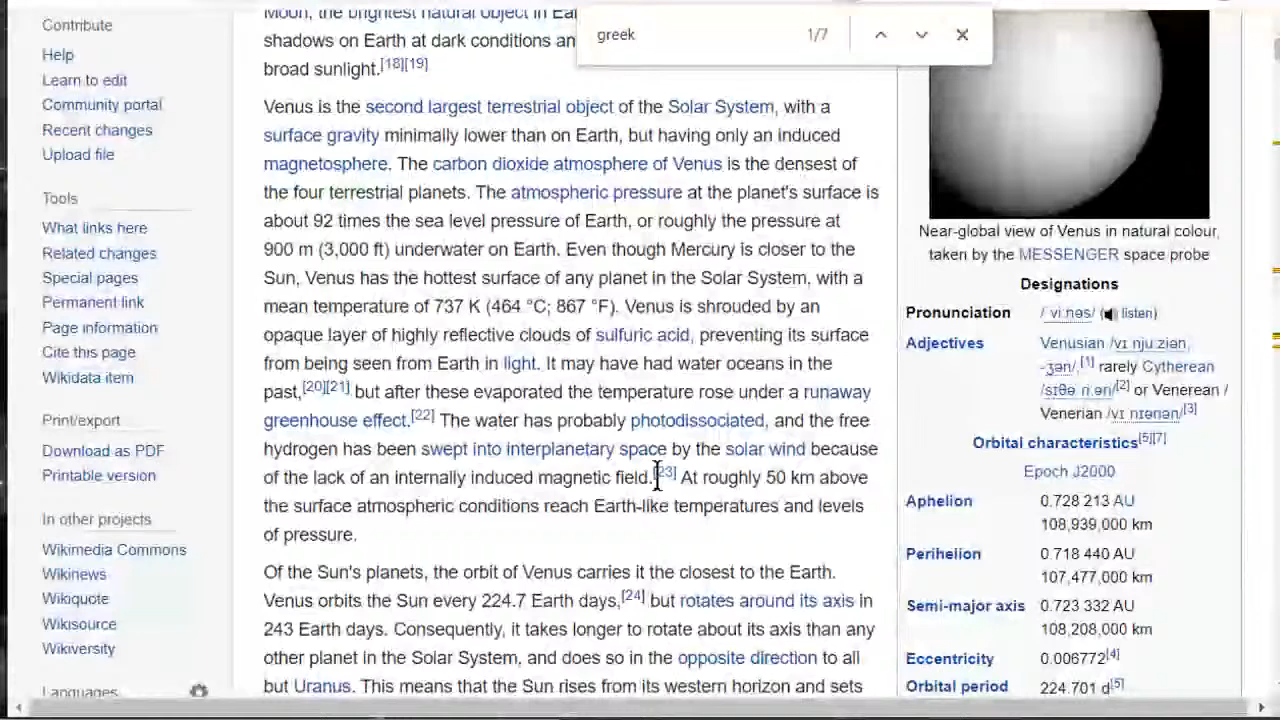 Contribute
Help
Learn to edit
Community portal
Recent changes
Upload file
Tools
What links here
Related changes
Special pages
Permanent link
Page information
Cite this page
Wikidata item
Print/export
Download as PDF
Printable version
In other projects
Wikimedia Commons
Wikinews
Wikiquote
Wikisource
Wikiversity
Languages
greek 1/7
Moon, the brightest natural object in
shadows on Earth at dark conditions
broad sunlight.[18][19]
Venus is the second largest terrestrial object of the Solar System, with a
surface gravity minimally lower than on Earth, but having only an induced
magnetosphere. The carbon dioxide atmosphere of Venus is the densest of
the four terrestrial planets. The atmospheric pressure at the planet's surface is
about 92 times the sea level pressure of Earth, or roughly the pressure at
900 m (3,000 ft) underwater on Earth. Even though Mercury is closer to the
Sun, Venus has the hottest surface of any planet in the Solar System, with a
mean temperature of 737 K (464 °C; 867 °F). Venus is shrouded by an
opaque layer of highly reflective clouds of sulfuric acid, preventing its surface
from being seen from Earth in light. It may have had water oceans in the
past,[20][21] but after these evaporated the temperature rose under a runaway
greenhouse effect.[22] The water has probably photodissociated, and the free
hydrogen has been swept into interplanetary space by the solar wind because
of the lack of an internally induced magnetic field.[23] At roughly 50 km above
the surface atmospheric conditions reach Earth-like temperatures and levels
of pressure.
Of the Sun's planets, the orbit of Venus carries it the closest to the Earth.
Venus orbits the Sun every 224.7 Earth days,[24] but rotates around its axis in
243 Earth days. Consequently, it takes longer to rotate about its axis than any
other planet in the Solar System, and does so in the opposite direction to all
but Uranus. This means that the Sun rises from its western horizon and sets
Near-global view of Venus in natural colour,
taken by the MESSENGER space probe
Designations
Pronunciation /ˈviːnəs/ (listen)
Adjectives Venusian /vɪˈnjuːziən,
-ʒən/,[1] rarely Cytherean
/sɪθəˈriːən/[2] or Venerean /
Venerian /vɪˈnɪəriən/[3]
Orbital characteristics[5][7]
Epoch J2000
Aphelion 0.728 213 AU
108,939,000 km
Perihelion 0.718 440 AU
107,477,000 km
Semi-major axis 0.723 332 AU
108,208,000 km
Eccentricity 0.006772[4]
Orbital period 224.701 d[5]